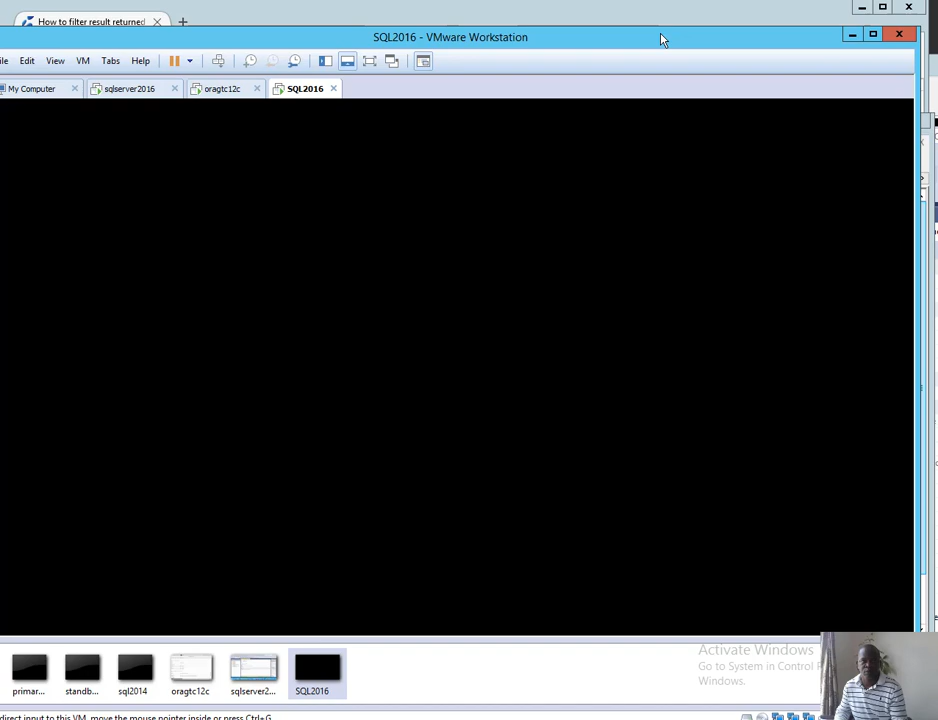 How to filter result returned
SQL2016 - VMware Workstation
ile Edit View VM Tabs Help
My Computer sqlserver2016 oragtc12c SQL2016
primar... standb... sql2014 oragtc12c sqlserver2... SQL2016
Activate Windows
Go to System in Control P
Windows.
direct input to this VM, move the mouse pointer inside or press Ctrl+G.